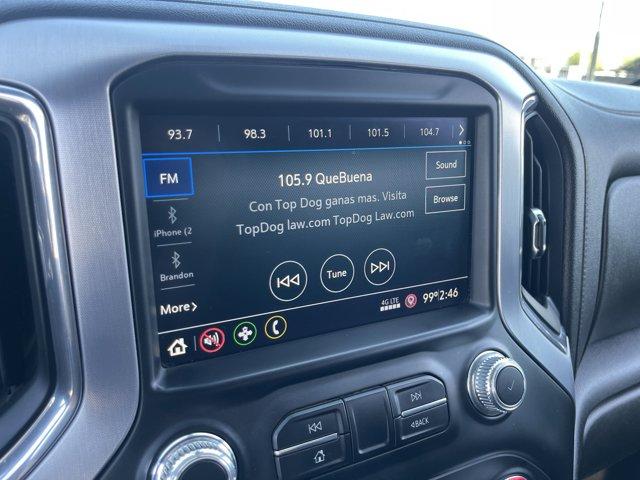 93.7 98.3 101.1 101.5 104.7
FM
105.9 QueBuena
Sound
Con Top Dog ganas mas. Visita
Browse
TopDog law.com TopDog Law.com
iPhone (2
Brandon
Tune
More
4G LTE
99° 2:46
BACK